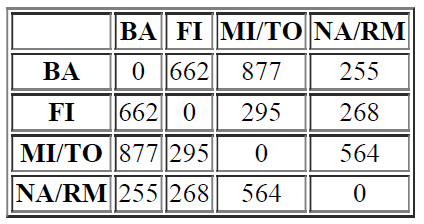 BA FI MI/TO NA/RM
BA 0 662 877 255
FI 662 0 295 268
MI/TO 877 295 0 564
NA/RM 255 268 564 0